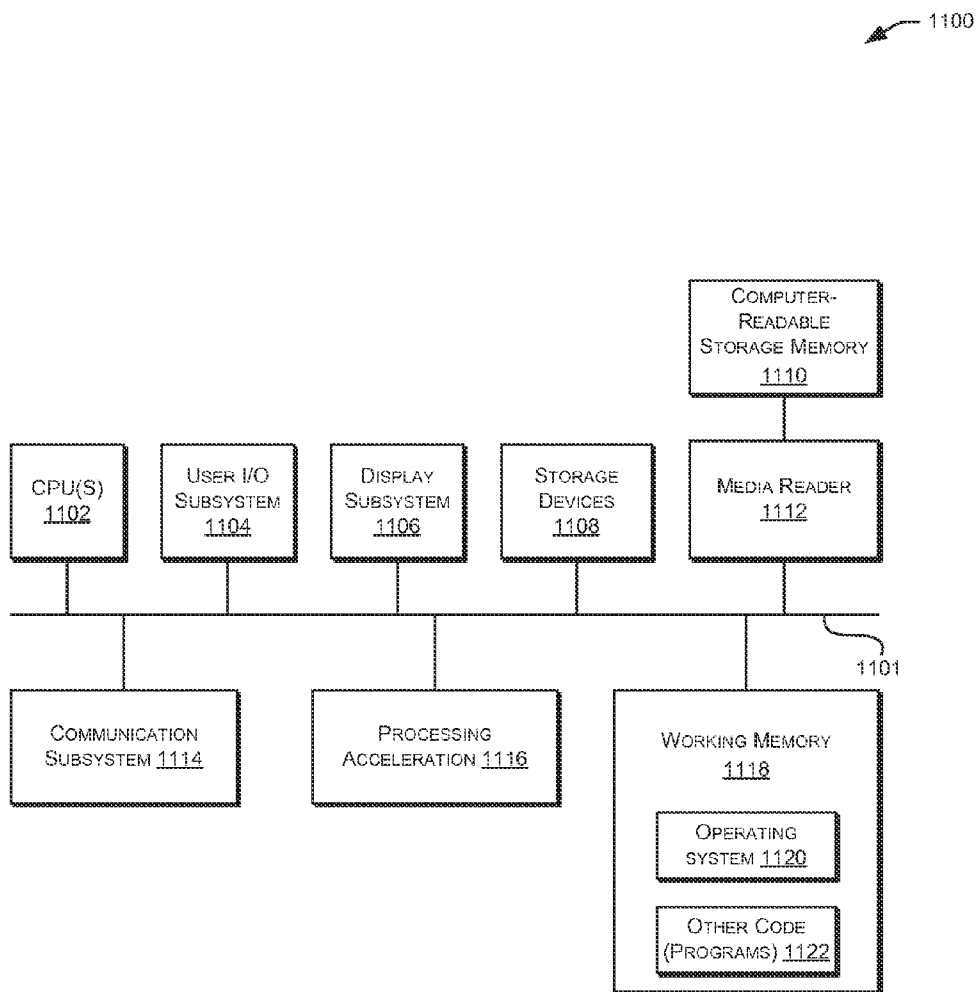 1100
COMPUTER-
READABLE
STORAGE MEMORY
1110
CPU(S)
1102
USER I/O
SUBSYSTEM
1104
DISPLAY
SUBSYSTEM
1106
STORAGE
DEVICES
1108
MEDIA READER
1112
1101
COMMUNICATION
SUBSYSTEM 1114
PROCESSING
ACCELERATION 1116
WORKING MEMORY
1118
OPERATING
SYSTEM 1120
OTHER CODE
(PROGRAMS) 1122